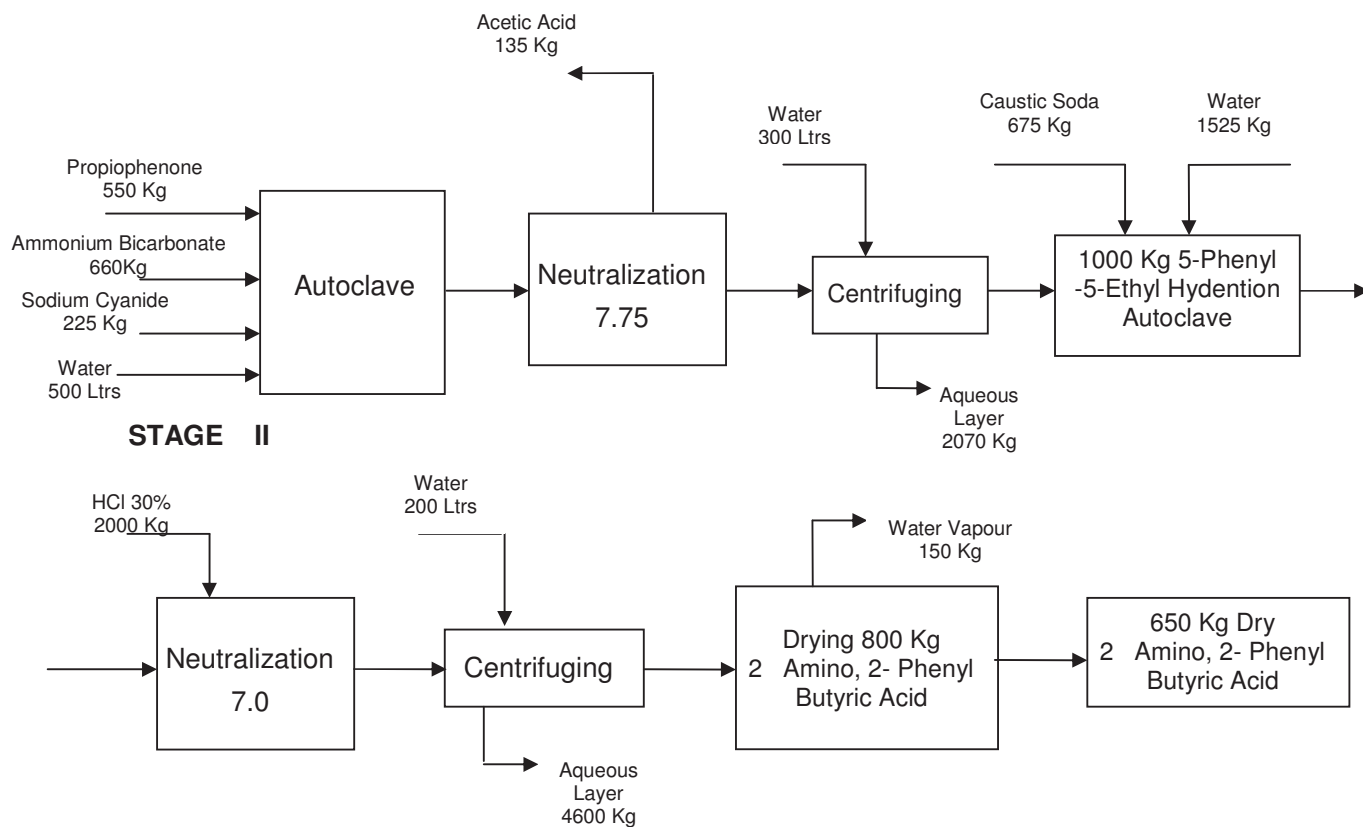 Acetic Acid
135 Kg
Water
300 Ltrs
Caustic Soda
675 Kg
Water
1525 Kg
Propiophenone
550 Kg
Ammonium Bicarbonate
660Kg
Sodium Cyanide
225 Kg
Water
500 Ltrs
Autoclave
Neutralization
7.75
Centrifuging
1000 Kg 5-Phenyl
-5-Ethyl Hydention
Autoclave
Aqueous
Layer
2070 Kg
STAGE II
HCl 30%
2000 Kg
Water
200 Ltrs
Water Vapour
150 Kg
Neutralization
7.0
Centrifuging
Drying 800 Kg
2 Amino, 2- Phenyl
Butyric Acid
650 Kg Dry
2 Amino, 2- Phenyl
Butyric Acid
Aqueous
Layer
4600 Kg